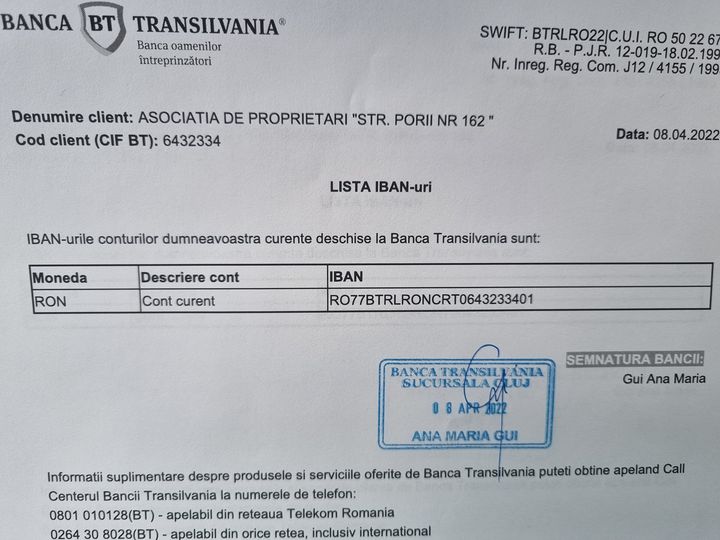 BANCA BT TRANSILVANIA®
Banca oamenilor
întreprinzători
SWIFT: BTRLRO22|C.U.I. RO 50 22 67
R.B. - P.J.R. 12-019-18.02.199
Nr. Inreg. Reg. Com. J12 / 4155 / 199
Denumire client: ASOCIATIA DE PROPRIETARI "STR. PORII NR 162 "
Cod client (CIF BT): 6432334
Data: 08.04.2022
LISTA IBAN-uri
IBAN-urile conturilor dumneavoastra curente deschise la Banca Transilvania sunt:
Moneda Descriere cont IBAN
RON Cont curent RO77BTRLRONCRT0643233401
SEMNATURA BANCII:
Gui Ana Maria
BANCA TRANSILVANIA
SUCURSALA CLUJ
08 APR 2022
ANA MARIA GUI
Informatii suplimentare despre produsele si serviciile oferite de Banca Transilvania puteti obtine apeland Call
Centerul Bancii Transilvania la numerele de telefon:
0801 010128(BT) - apelabil din reteaua Telekom Romania
0264 30 8028(BT) - apelabil din orice retea, inclusiv international